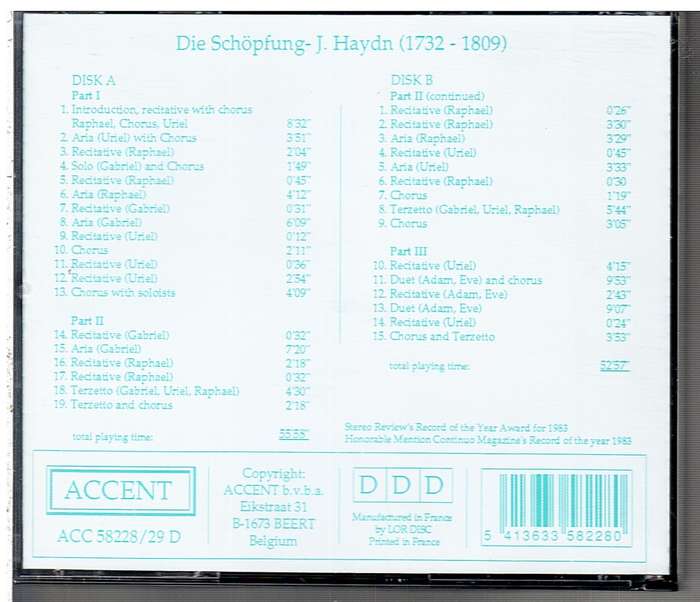 Die Schöpfung- J. Haydn (1732 - 1809)
DISK A
Part I
1. Introduction, recitative with chorus
Raphael, Chorus, Uriel 8'32"
2. Aria (Uriel) with Chorus 3'51"
3. Recitative (Raphael) 2'04"
4. Solo (Gabriel) and Chorus 1'49"
5. Recitative (Raphael) 0'45"
6. Aria (Raphael) 4'12"
7. Recitative (Gabriel) 0'31"
8. Aria (Gabriel) 6'09"
9. Recitative (Uriel) 0'12"
10. Chorus 2'11"
11. Recitative (Uriel) 0'36"
12. Recitative (Uriel) 2'54"
13. Chorus with soloists 4'09"
Part II
14. Recitative (Gabriel) 0'32"
15. Aria (Gabriel) 7'20"
16. Recitative (Raphael) 2'18"
17. Recitative (Raphael) 0'32"
18. Terzetto (Gabriel, Uriel, Raphael) 4'30"
19. Terzetto and chorus 2'18"
total playing time: 55'55"
DISK B
Part II (continued)
1. Recitative (Raphael) 0'26"
2. Recitative (Raphael) 3'30"
3. Aria (Raphael) 3'29"
4. Recitative (Uriel) 0'45"
5. Aria (Uriel) 3'33"
6. Recitative (Raphael) 0'30
7. Chorus 1'19"
8. Terzetto (Gabriel, Uriel, Raphael) 5'44"
9. Chorus 3'05"
Part III
10. Recitative (Uriel) 4'15"
11. Duet (Adam, Eve) and chorus 9'53"
12. Recitative (Adam, Eve) 2'43"
13. Duet (Adam, Eve) 9'07"
14. Recitative (Uriel) 0'24"
15. Chorus and Terzetto 3'53"
total playing time: 52'57"
Stereo Review's Record of the Year Award for 1983
Honorable Mention Continuo Magazine's Record of the year 1983
ACCENT
ACC 58228/29 D
Copyright:
ACCENT b.v.b.a.
Eikstraat 31
B-1673 BEERT
Belgium
D D D
Manufactured in France
by LOR DISC
Printed in France
5 413633 582280